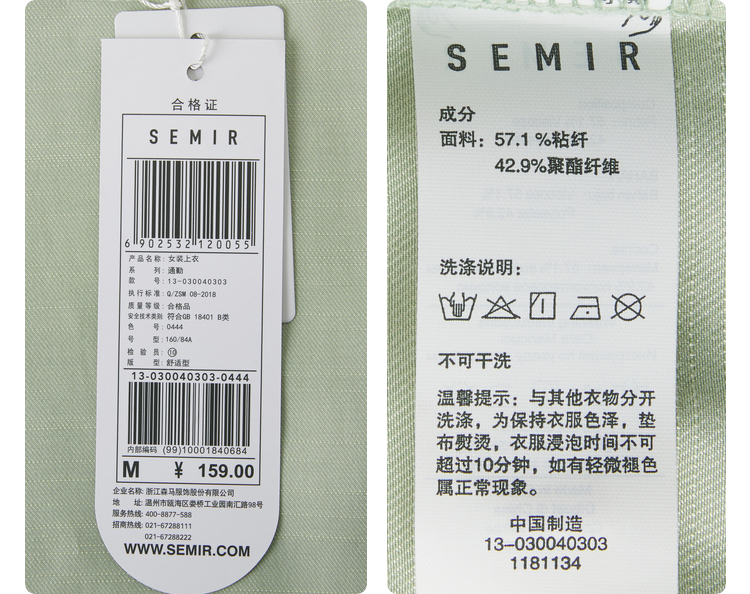 合格证
SEMIR
6 902532 120055
产品名称: 女装上衣
系 列: 通勤
款 号: 13-030040303
执行标准: Q/ZSM 08-2018
质量等级: 合格品
安全技术类别: 符合GB 18401 B类
色 号: 0444
号 型: 160/84A
检 验 员: ⑩
版 型: 舒适型
13-030040303-0444
内部编码 (99)10001840684
M ￥ 159.00
企业名称: 浙江森马服饰股份有限公司
地 址: 温州市瓯海区娄桥工业园南汇路98号
服务热线: 400-8877-588
招商热线: 021-67288111
021-67288222
WWW.SEMIR.COM
SEMIR
成分
面料: 57.1 %粘纤
42.9%聚酯纤维
洗涤说明:
不可干洗
温馨提示: 与其他衣物分开
洗涤, 为保持衣服色泽, 垫
布熨烫, 衣服浸泡时间不可
超过10分钟, 如有轻微褪色
属正常现象。
中国制造
13-030040303
1181134